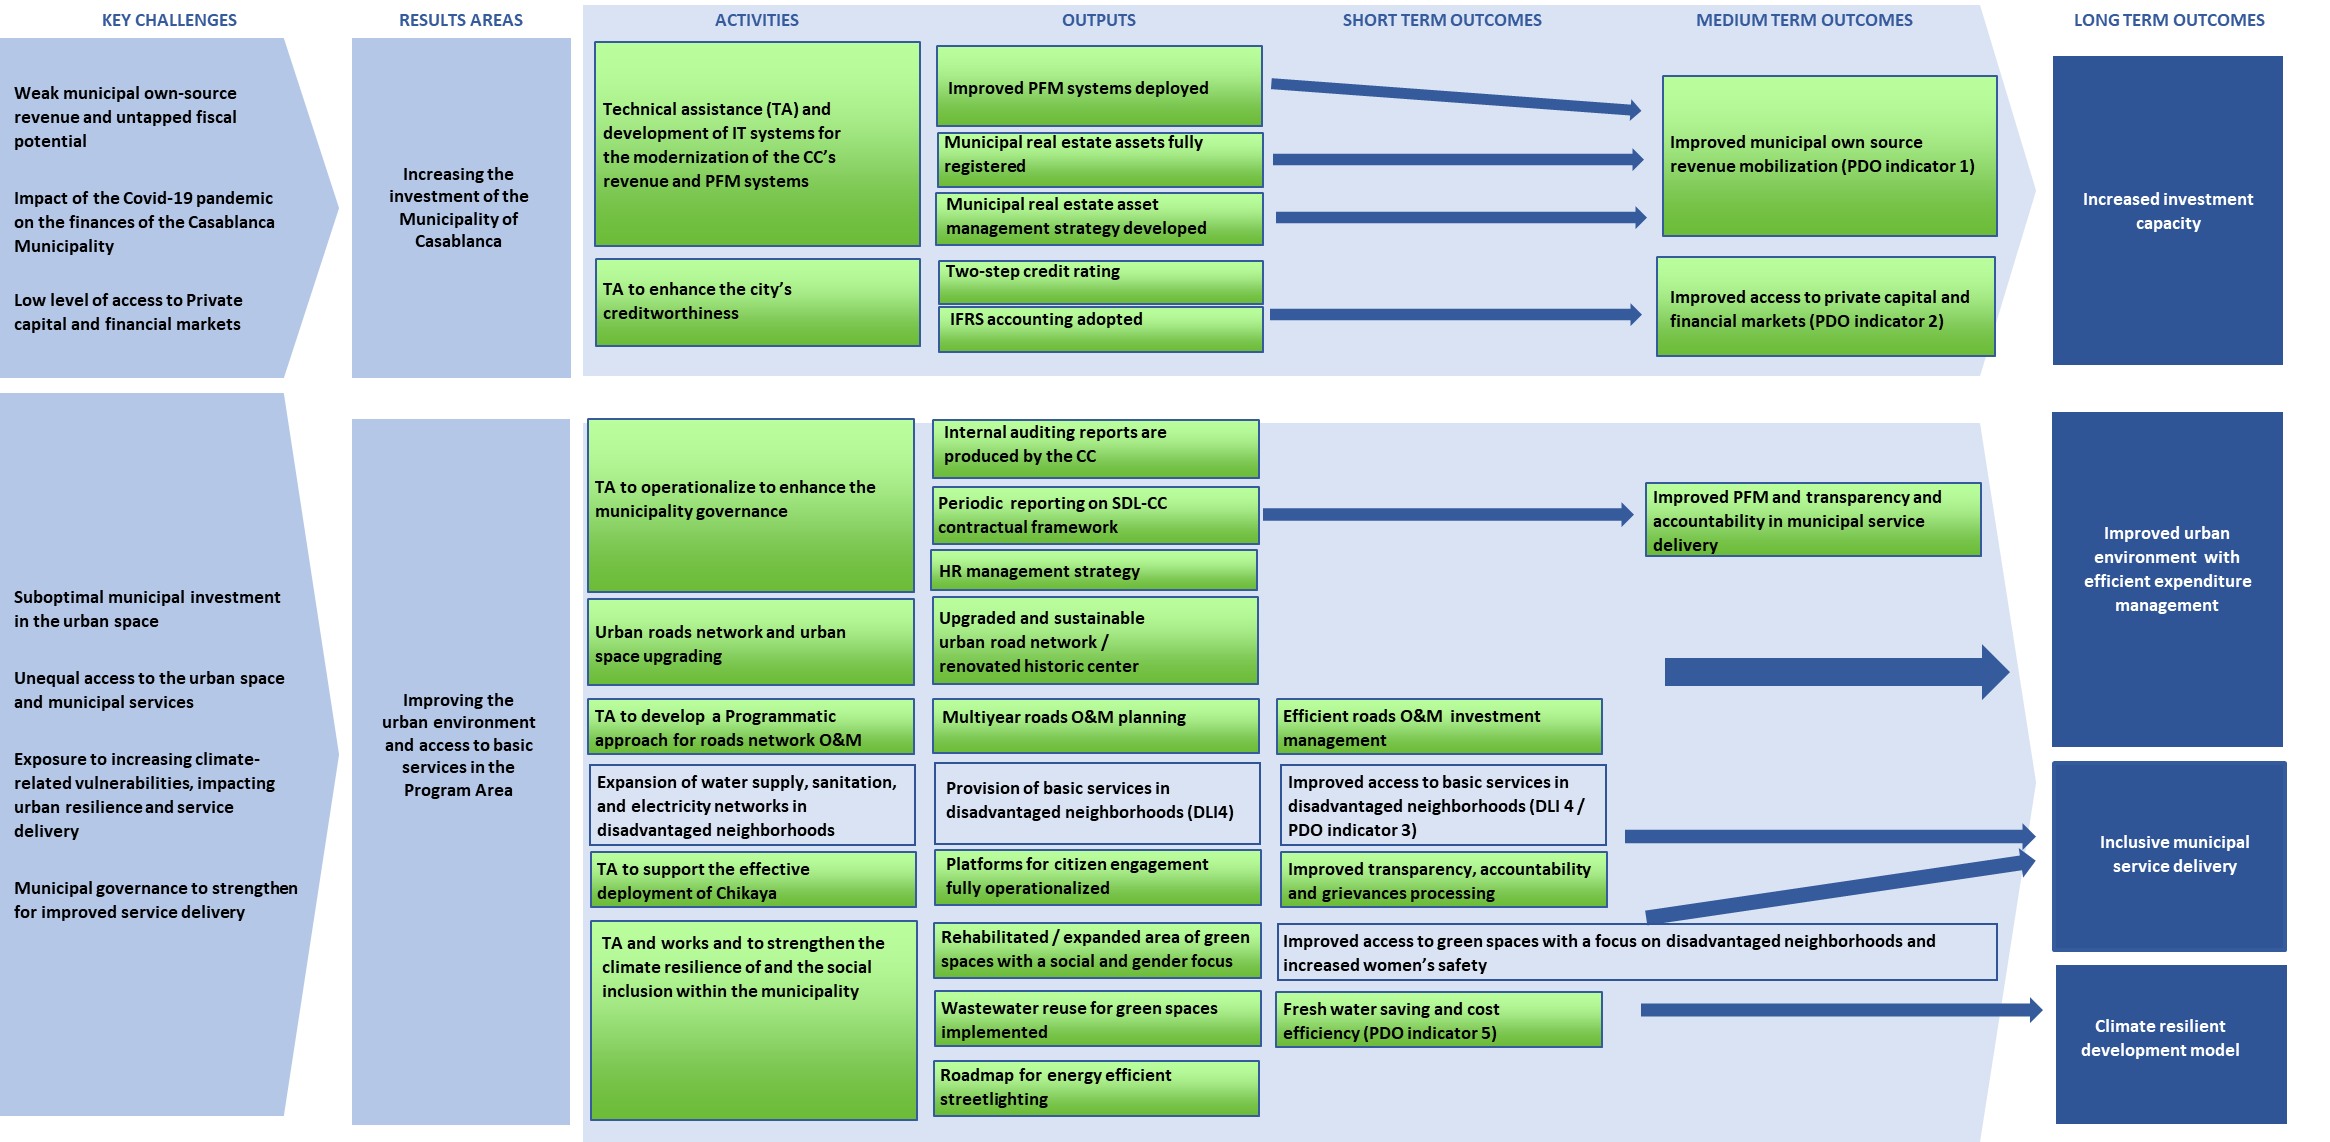 KEY CHALLENGES
RESULTS AREAS
ACTIVITIES
OUTPUTS
SHORT TERM OUTCOMES
MEDIUM TERM OUTCOMES
LONG TERM OUTCOMES
Weak municipal own-source
revenue and untapped fiscal
potential
Impact of the Covid-19 pandemic
on the finances of the Casablanca
Municipality
Low level of access to Private
capital and financial markets
Increasing the
investment of the
Municipality of
Casablanca
Technical assistance (TA) and
development of IT systems for
the modernization of the CC's
revenue and PFM systems
TA to enhance the city's
creditworthiness
Improved PFM systems deployed
Municipal real estate assets fully
registered
Municipal real estate asset
management strategy developed
Two-step credit rating
IFRS accounting adopted
Improved municipal own source
revenue mobilization (PDO indicator 1)
Improved access to private capital and
financial markets (PDO indicator 2)
Increased investment
capacity
Suboptimal municipal investment
in the urban space
Unequal access to the urban space
and municipal services
Exposure to increasing climate-
related vulnerabilities, impacting
urban resilience and service
delivery
Municipal governance to strengthen
for improved service delivery
Improving the
urban environment
and access to basic
services in the
Program Area
TA to operationalize to enhance the
municipality governance
Urban roads network and urban
space upgrading
TA to develop a Programmatic
approach for roads network O&M
Expansion of water supply, sanitation,
and electricity networks in
disadvantaged neighborhoods
TA to support the effective
deployment of Chikaya
TA and works and to strengthen the
climate resilience of and the social
inclusion within the municipality
Internal auditing reports are
produced by the CC
Periodic reporting on SDL-CC
contractual framework
HR management strategy
Upgraded and sustainable
urban road network /
renovated historic center
Multiyear roads O&M planning
Provision of basic services in
disadvantaged neighborhoods (DLI4)
Platforms for citizen engagement
fully operationalized
Rehabilitated / expanded area of green
spaces with a social and gender focus
Wastewater reuse for green spaces
implemented
Roadmap for energy efficient
streetlighting
Efficient roads O&M investment
management
Improved access to basic services in
disadvantaged neighborhoods (DLI 4 /
PDO indicator 3)
Improved transparency, accountability
and grievances processing
Improved access to green spaces with a focus on disadvantaged neighborhoods and
increased women's safety
Fresh water saving and cost
efficiency (PDO indicator 5)
Improved PFM and transparency and
accountability in municipal service
delivery
Improved urban
environment with
efficient expenditure
management
Inclusive municipal
service delivery
Climate resilient
development model